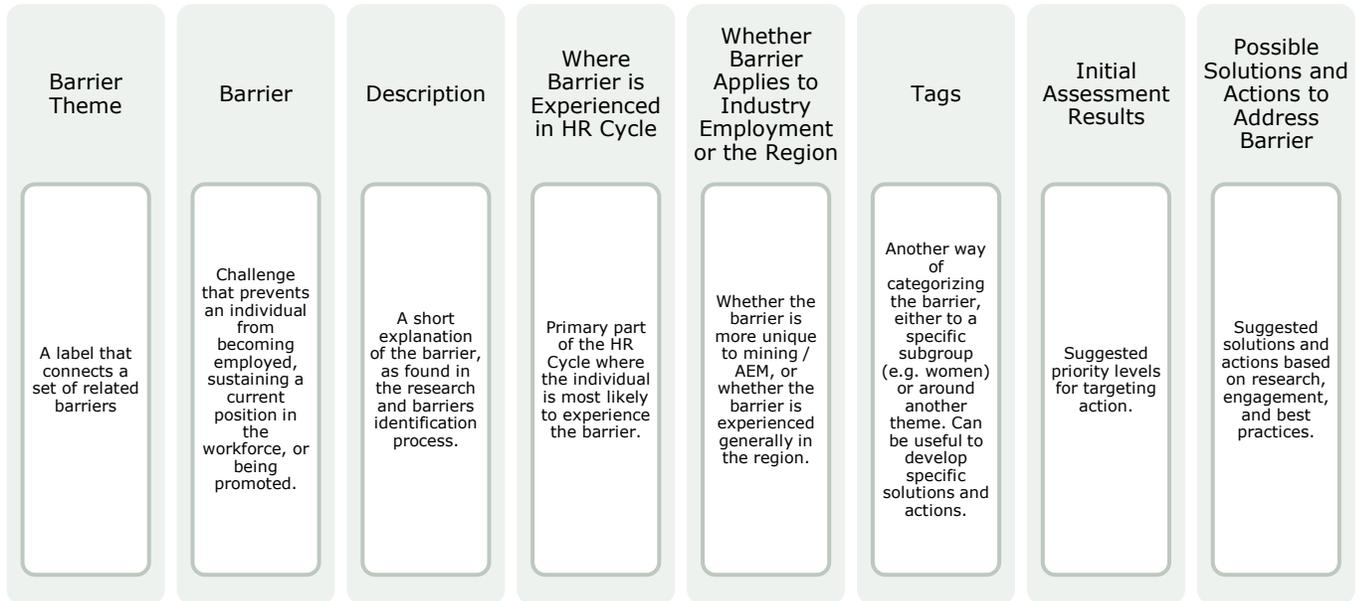 Barrier
Theme
A label that
connects a
set of related
barriers
Barrier
Challenge
that prevents
an individual
from
becoming
employed,
sustaining a
current
position in
the
workforce, or
being
promoted.
Description
A short
explanation
of the barrier,
as found in
the research
and barriers
identification
process.
Where
Barrier is
Experienced
in HR Cycle
Primary part
of the HR
Cycle where
the individual
is most likely
to experience
the barrier.
Whether
Barrier
Applies to
Industry
Employment
or the Region
Whether the
barrier is
more unique
to mining /
AEM, or
whether the
barrier is
experienced
generally in
the region.
Tags
Another way
of
categorizing
the barrier,
either to a
specific
subgroup
(e.g. women)
or around
another
theme. Can
be useful to
develop
specific
solutions and
actions.
Initial
Assessment
Results
Suggested
priority levels
for targeting
action.
Possible
Solutions and
Actions to
Address
Barrier
Suggested
solutions and
actions based
on research,
engagement,
and best
practices.